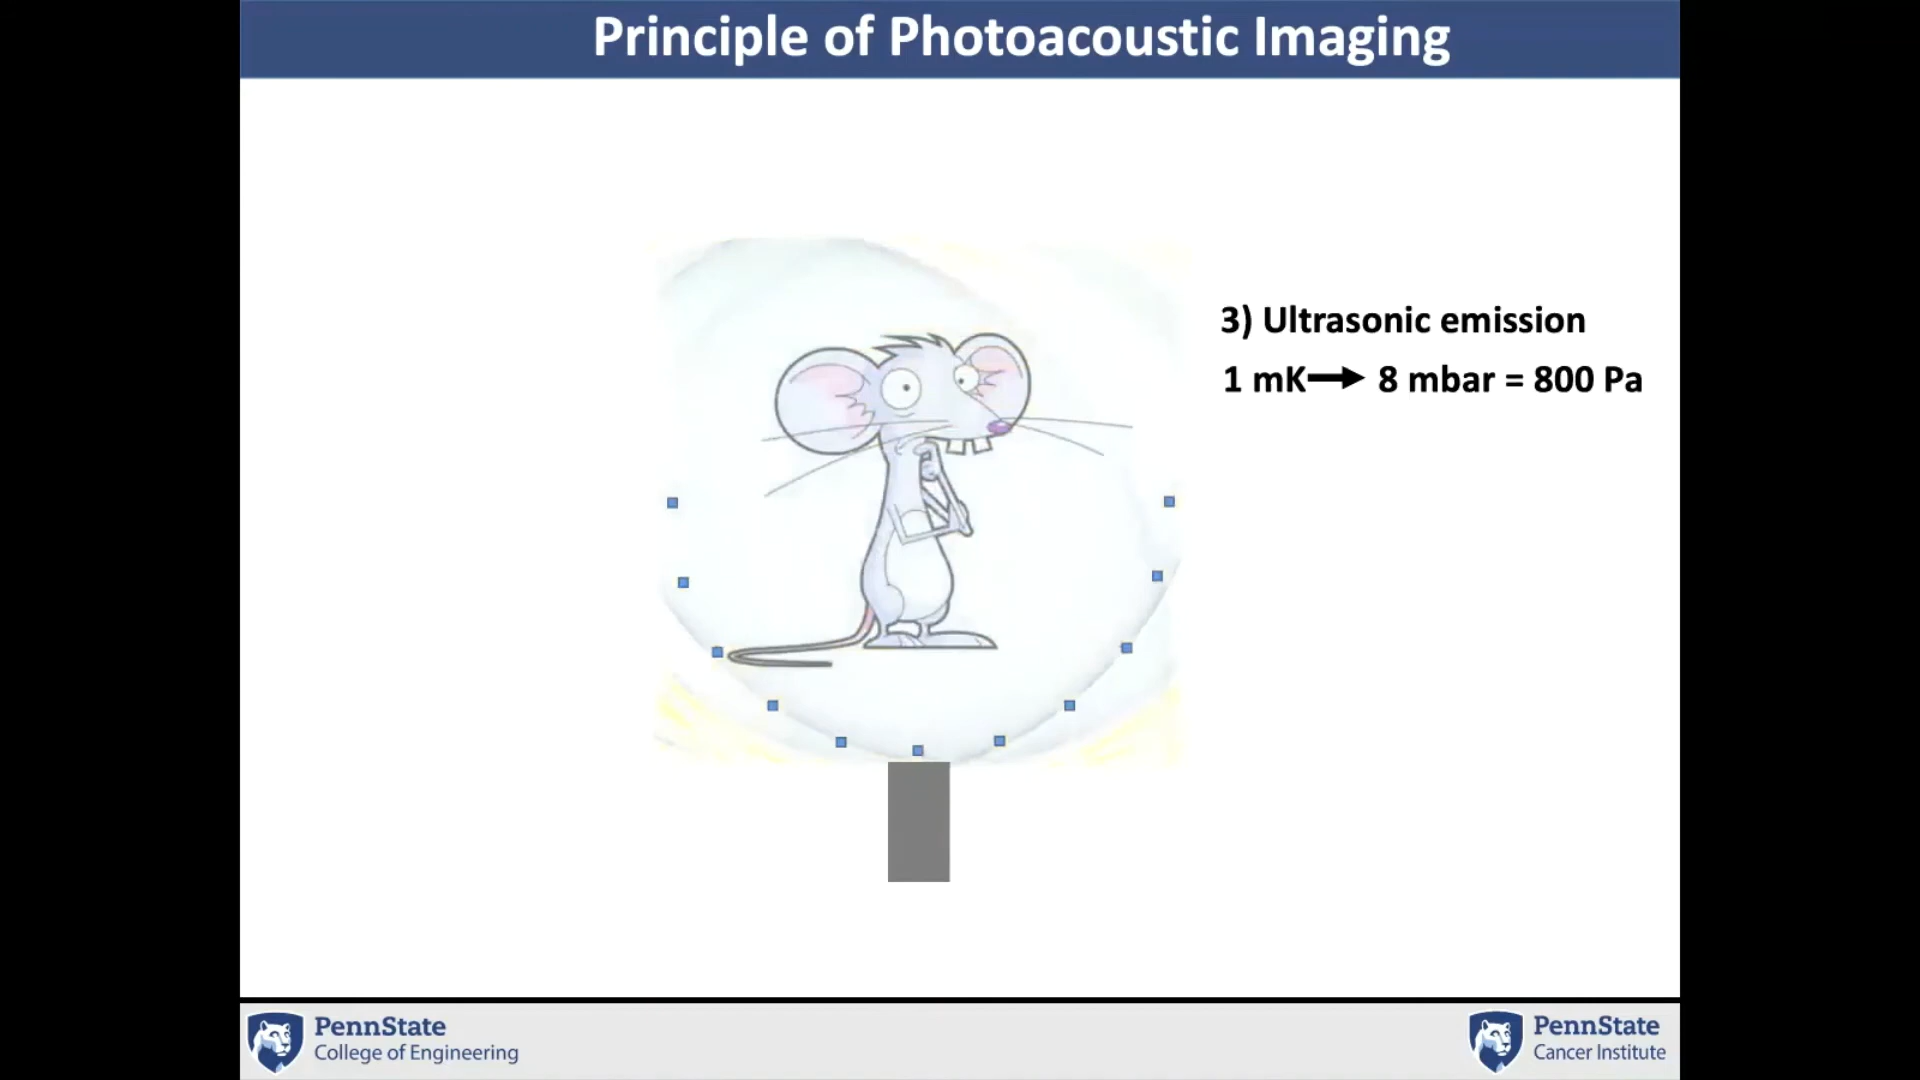 Principle of Photoacoustic Imaging
3) Ultrasonic emission
1 mK 8 mbar = 800 Pa
PennState
College of Engineering
PennState
Cancer Institute